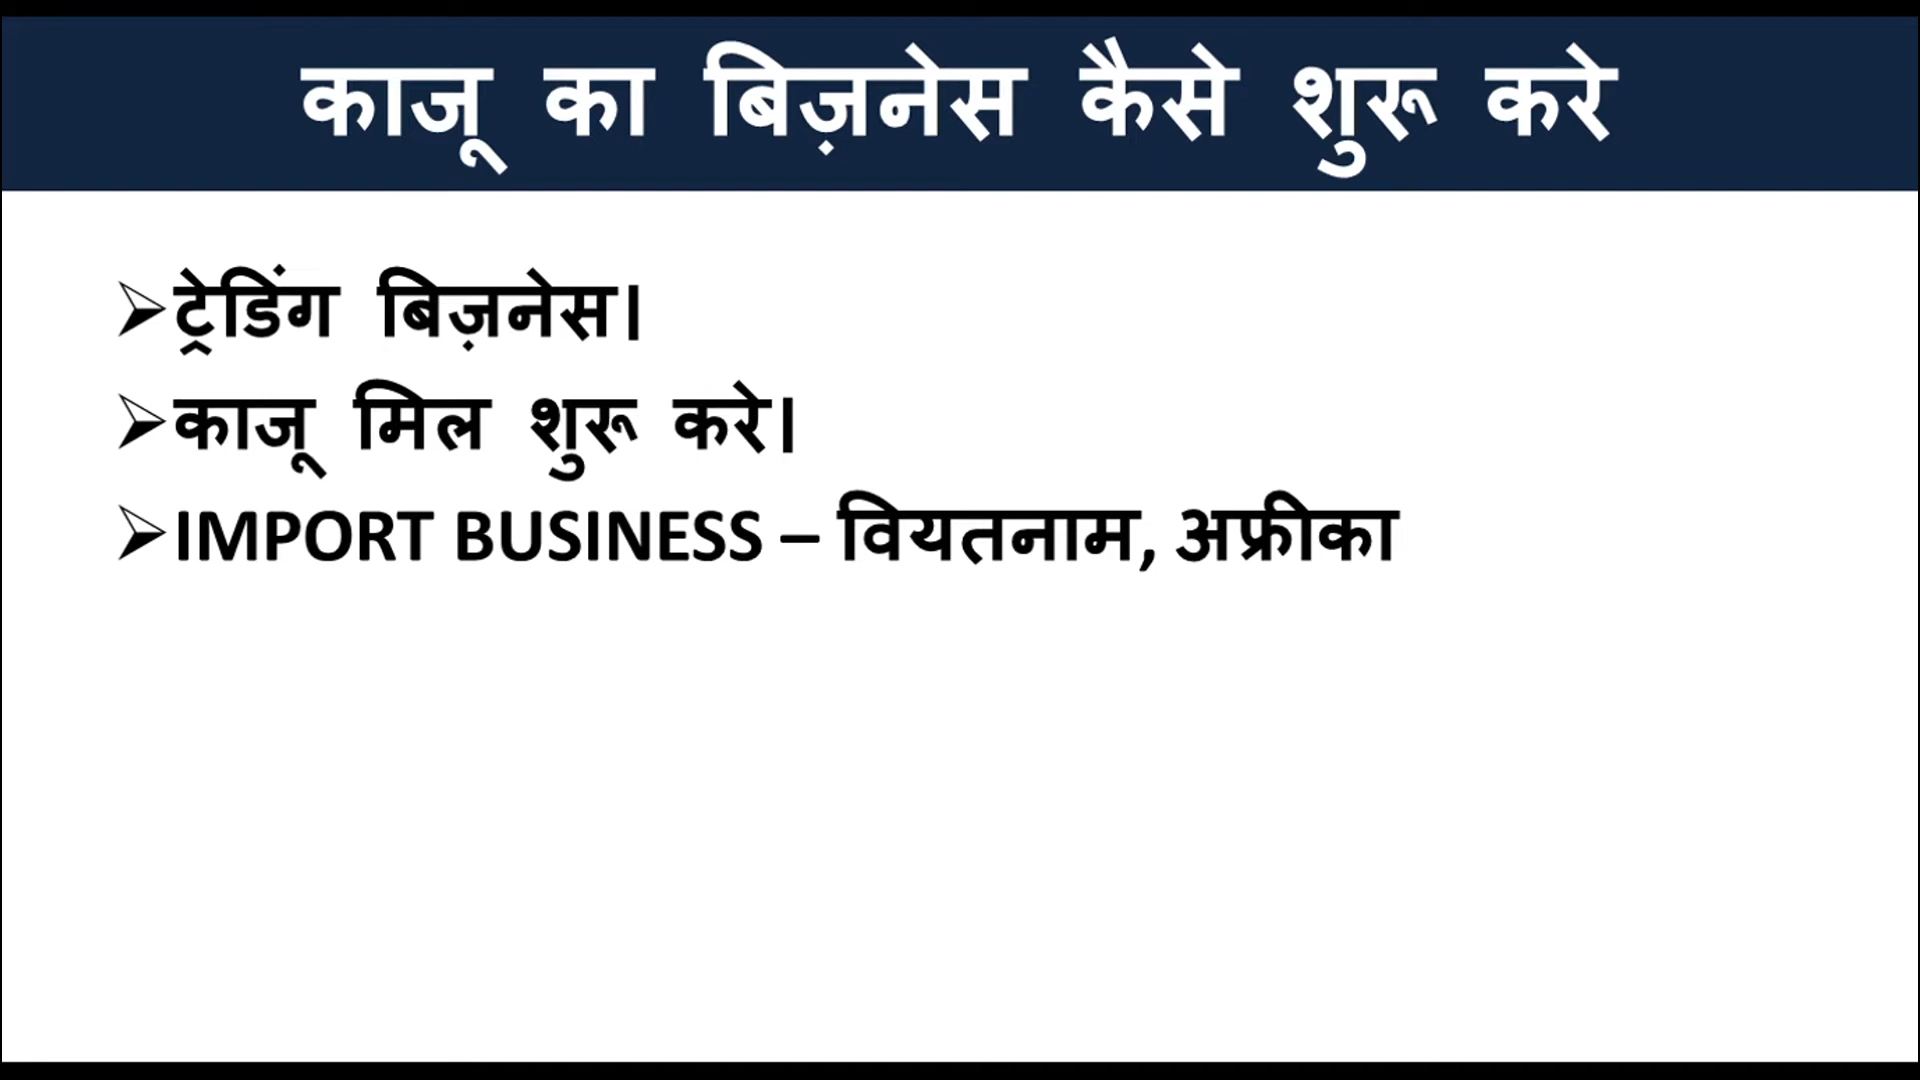 काजू का बिज़नेस कैसे शुरू करे
➢ट्रेडिंग बिज़नेस।
➢काजू मिल शुरू करे।
➢IMPORT BUSINESS – वियतनाम, अफ्रीका